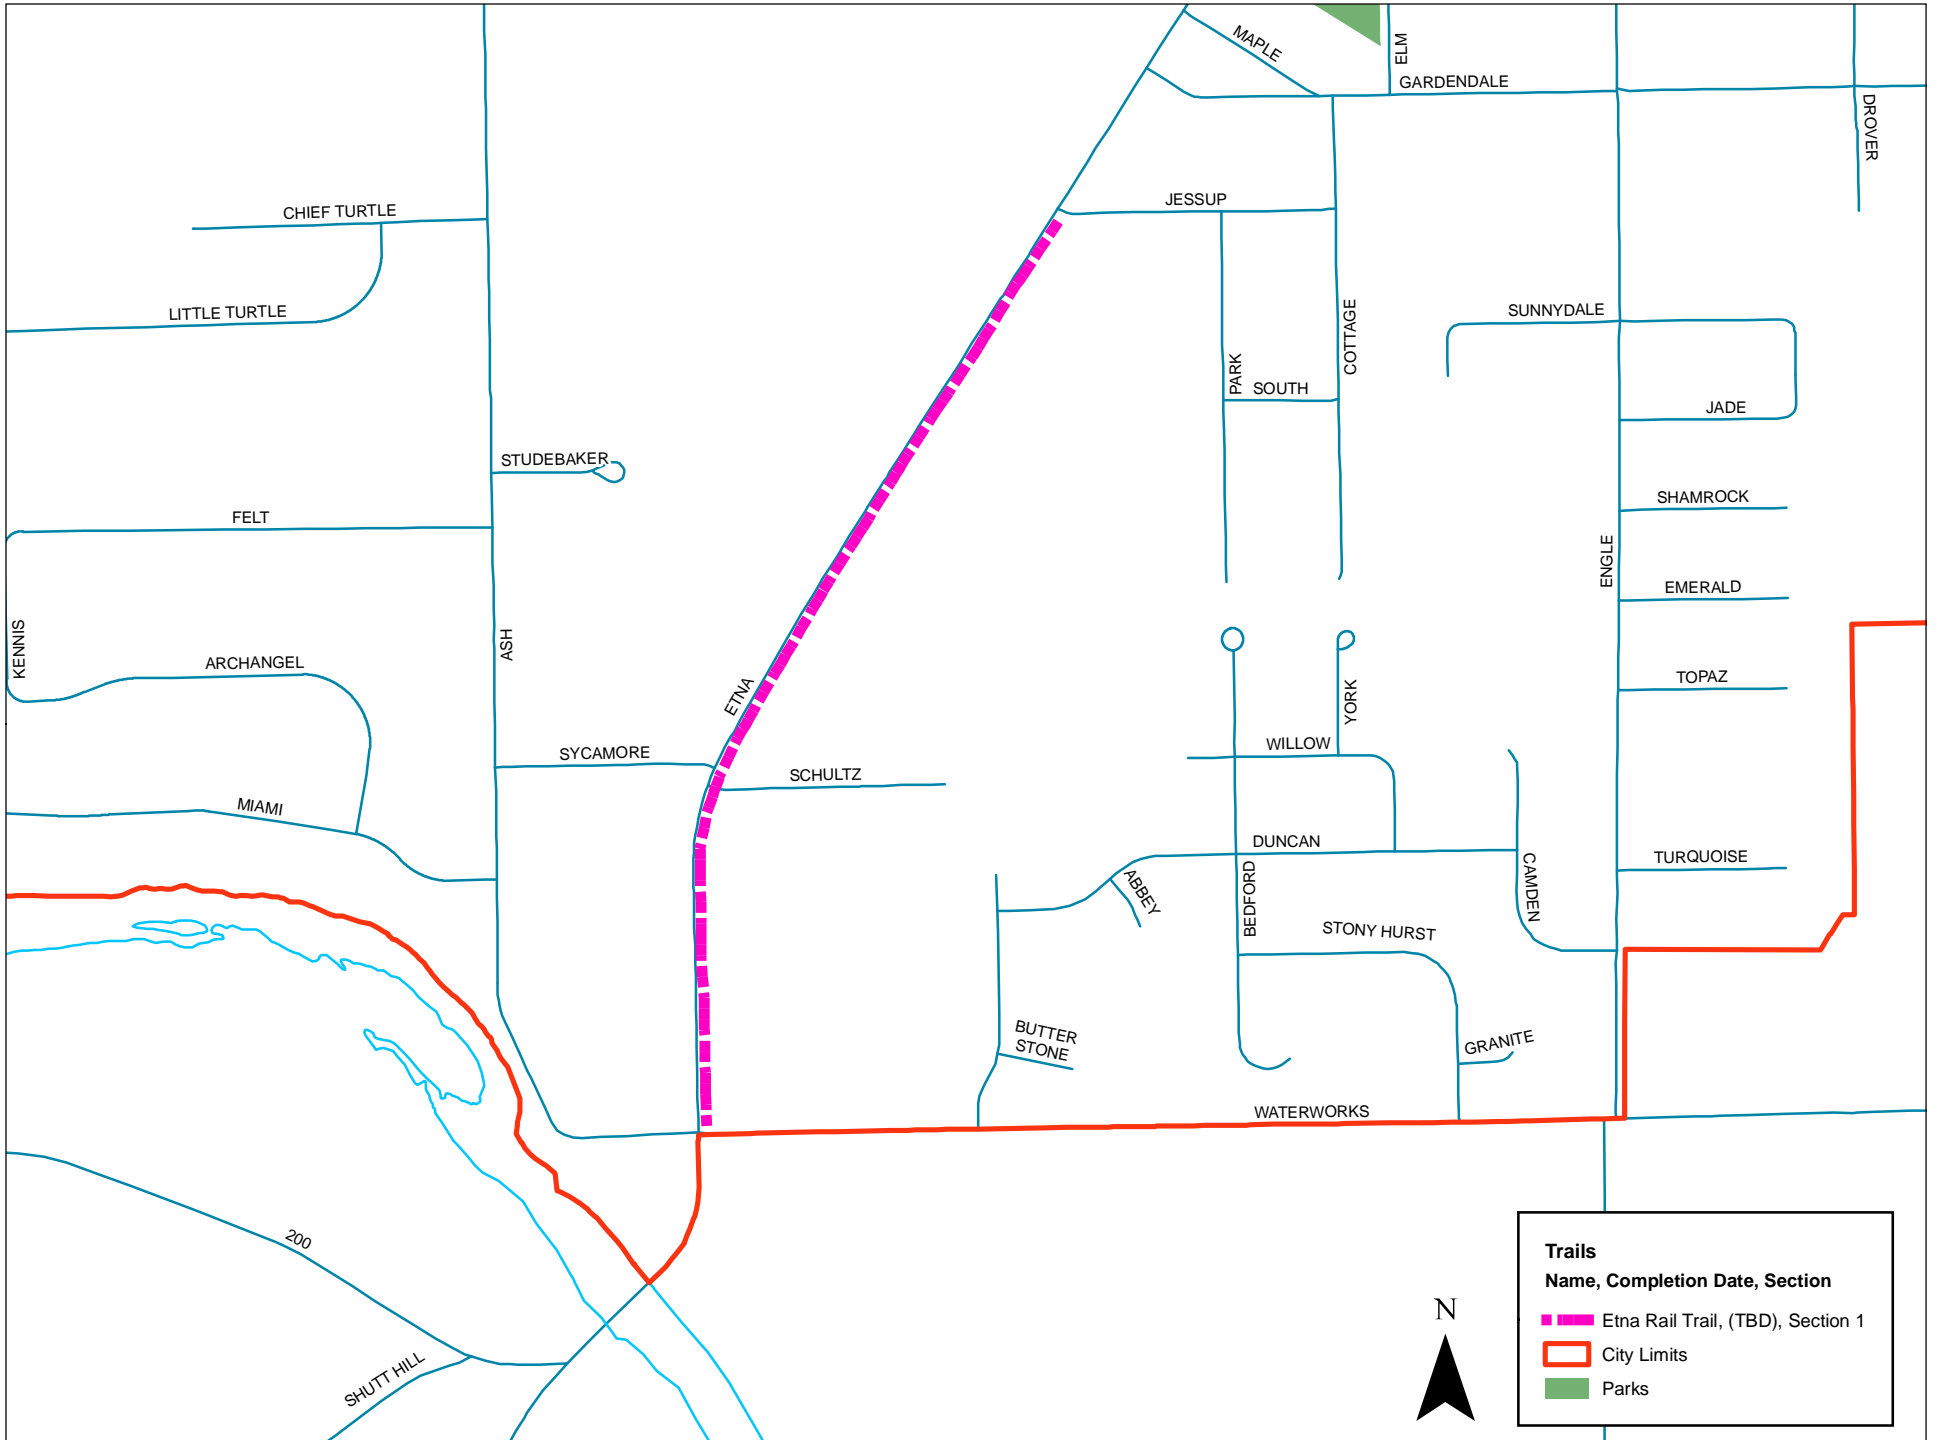 MAPLE
ELM
GARDENDALE
DROVER
CHIEF TURTLE
JESSUP
LITTLE TURTLE
SUNNYDALE
COTTAGE
PARK
SOUTH
JADE
STUDEBAKER
SHAMROCK
FELT
ENGLE
EMERALD
KENNIS
ASH
ARCHANGEL
ETNA
YORK
TOPAZ
SYCAMORE
WILLOW
SCHULTZ
MIAMI
DUNCAN
TURQUOISE
ABBEY
BEDFORD
CAMDEN
STONY HURST
BUTTER
STONE
GRANITE
WATERWORKS
200
SHUTT HILL
N
Trails
Name, Completion Date, Section
Etna Rail Trail, (TBD), Section 1
City Limits
Parks